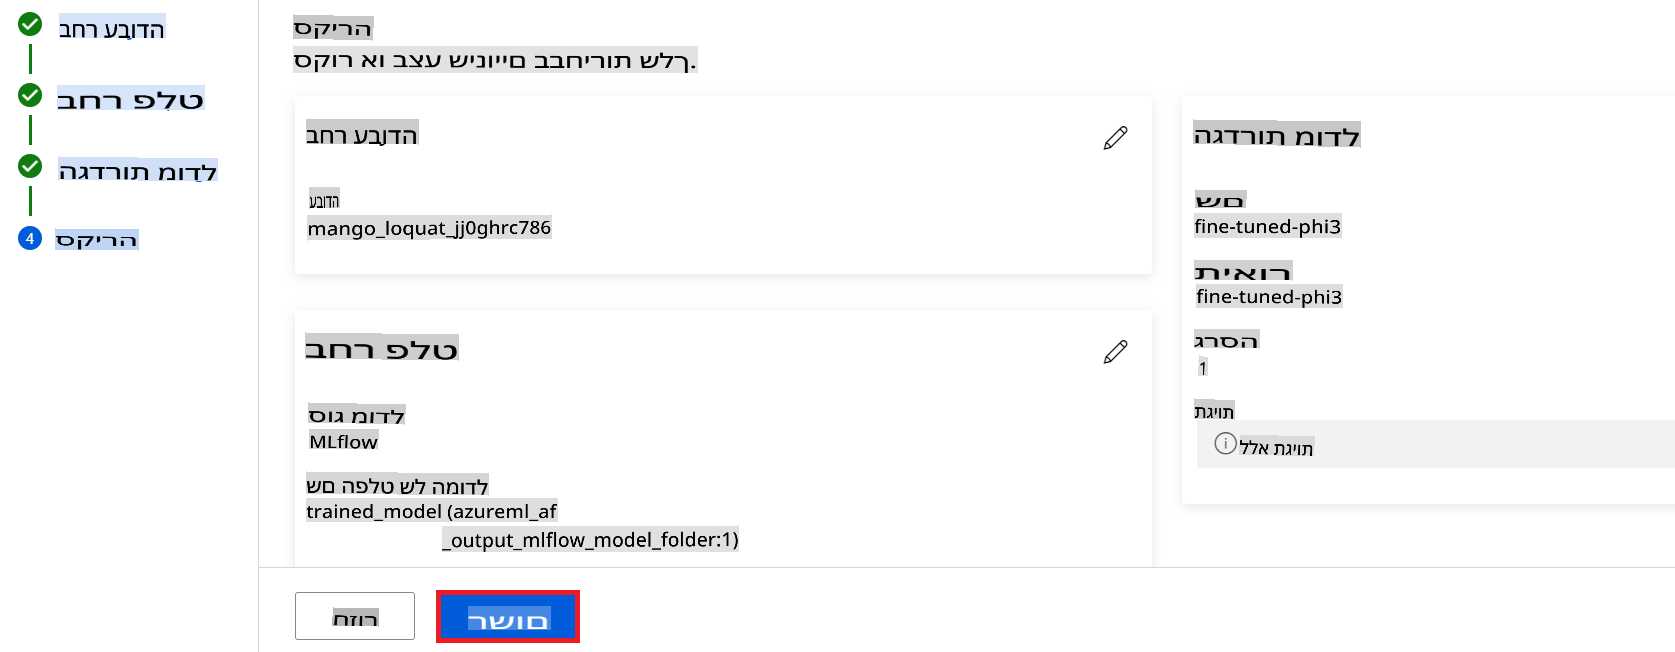 הדובע רחב
טלפ רחב
לדומ תורדגה
4 הריקס
הריקס
.ךלש תוריחבב םייוניש עצב וא רוקס
הדובע רחב
הדובע
mango_loquat_jj0ghrc786
טלפ רחב
לדומ גוס
MLflow
לדומה לש טלפה םש
trained_model (azureml_af
_output_mlflow_model_folder:1)
לדומ תורדגה
םש
fine-tuned-phi3
רואית
fine-tuned-phi3
הסרג
1
תויגת
תויגת אלל
רוזח
םושר